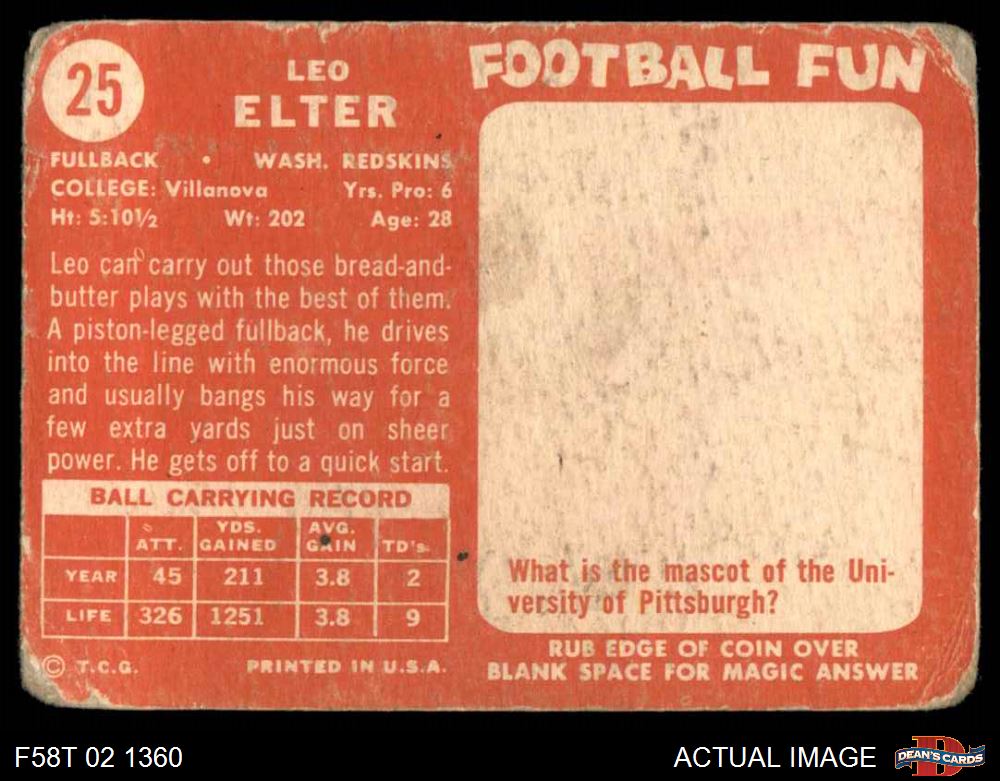 25
LEO
ELTER
FULLBACK • WASH. REDSKINS
COLLEGE: Villanova Yrs. Pro: 6
Ht: 5:10½ Wt: 202 Age: 28
Leo can carry out those bread-and-
butter plays with the best of them.
A piston-legged fullback, he drives
into the line with enormous force
and usually bangs his way for a
few extra yards just on sheer
power. He gets off to a quick start.
BALL CARRYING RECORD
ATT. YDS. GAINED AVG. GAIN TD's
YEAR 45 211 3.8 2
LIFE 326 1251 3.8 9
© T.C.G. PRINTED IN U.S.A.
FOOTBALL FUN
What is the mascot of the Uni-
versity of Pittsburgh?
RUB EDGE OF COIN OVER
BLANK SPACE FOR MAGIC ANSWER
F58T 02 1360
ACTUAL IMAGE
D
DEAN'S CARDS